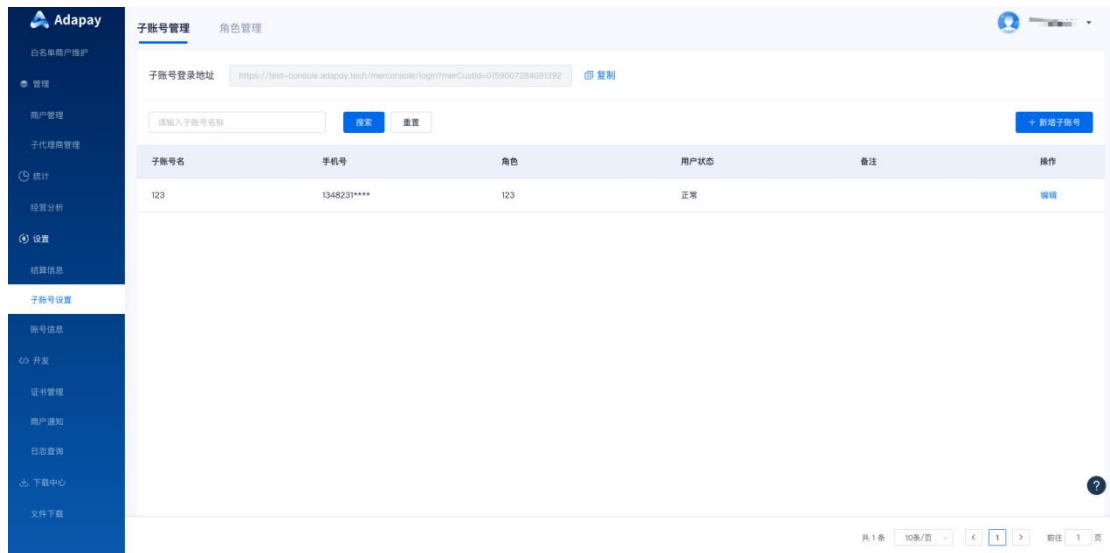 Adapay
白名单商户维护
管理
商户管理
子代理商管理
统计
经营分析
设置
结算信息
子账号设置
账号信息
开发
证书管理
商户通知
日志查询
下载中心
文件下载
子账号管理 角色管理
子账号登录地址 https://test-console.adapay.tech/merconsole/login?merCustId=0159007284091392 复制
请输入子账号名称 搜索 重置 + 新增子账号
子账号名 手机号 角色 用户状态 备注 操作
123 1348231**** 123 正常 编辑
?
共 1 条 10条/页 < 1 > 前往 1 页